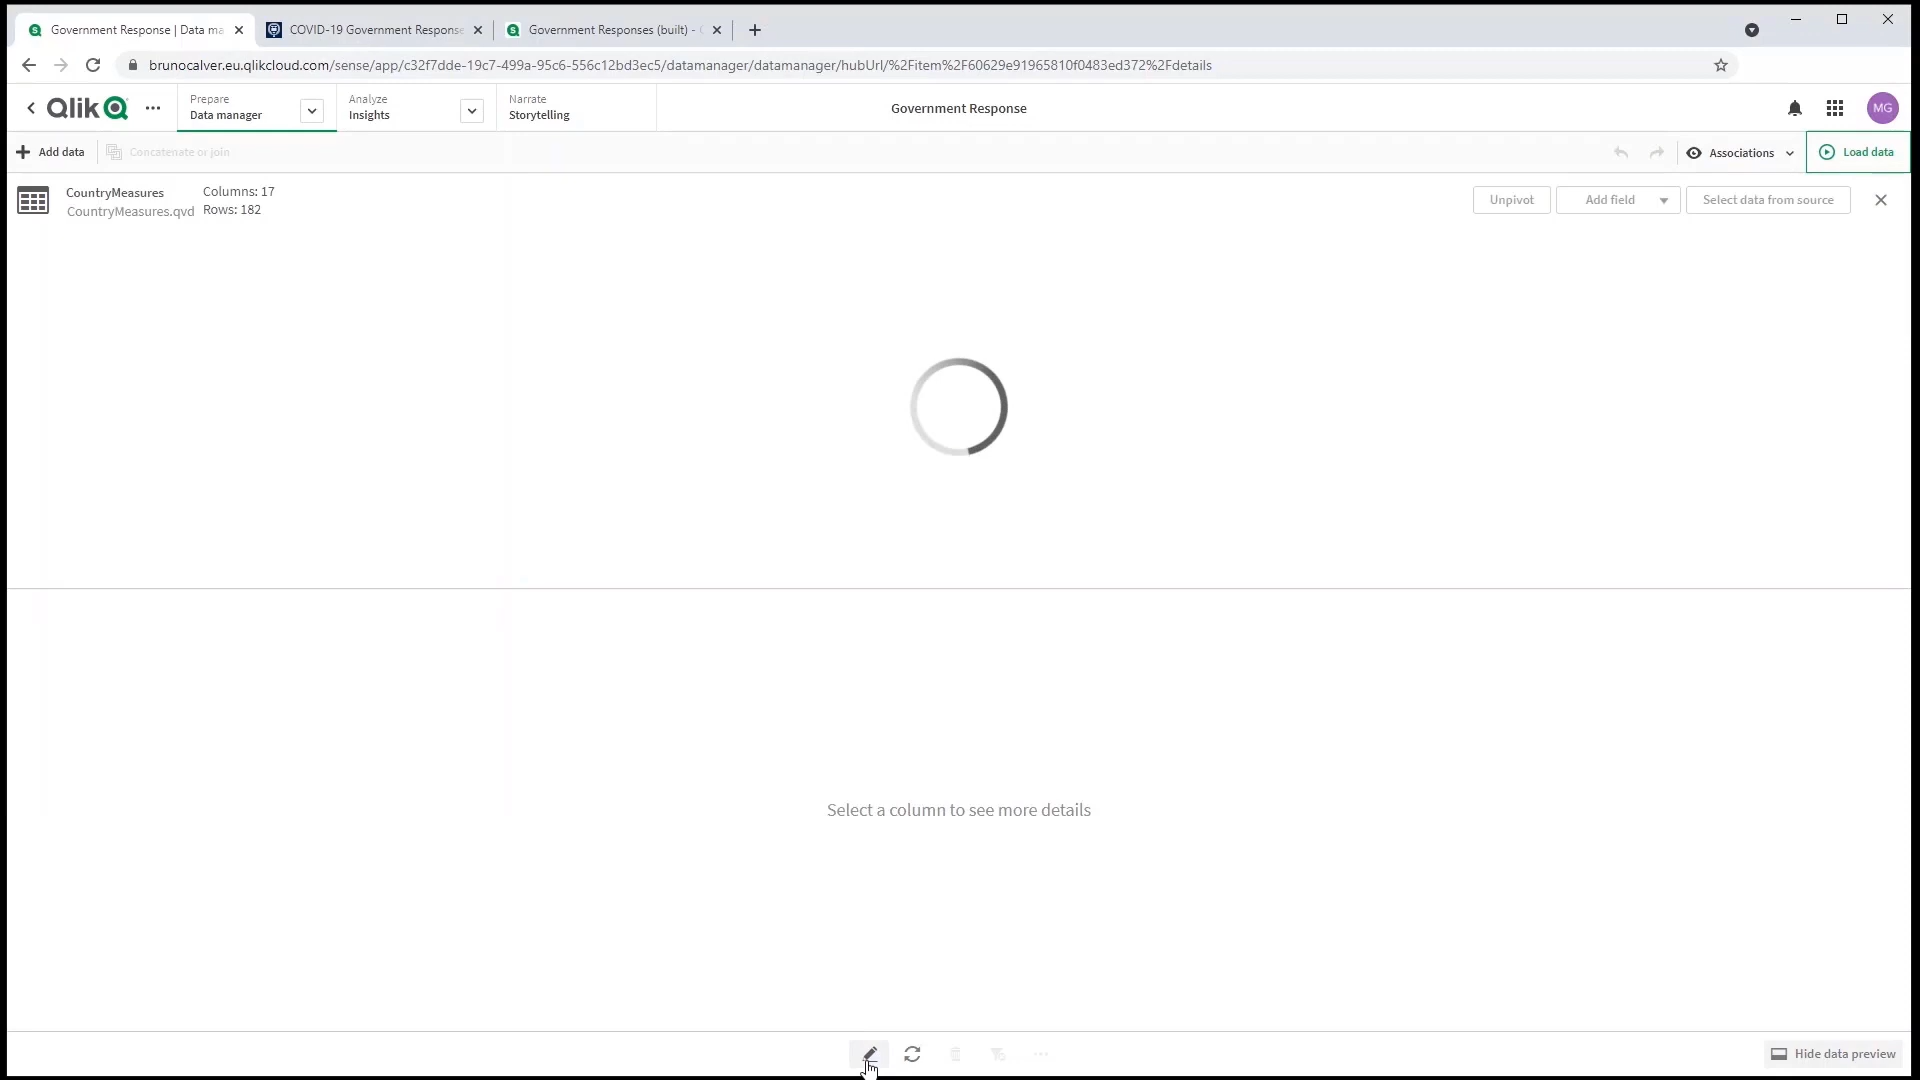 Government Response | Data ma
COVID-19 Government Response
Government Responses (built) -
brunocalver.eu.qlikcloud.com/sense/app/c32f7dde-19c7-499a-95c6-556c12bd3ec5/datamanager/datamanager/hubUrl/%2Fitem%2F60629e91965810f0483ed372%2Fdetails
Qlik
Prepare
Data manager
Analyze
Insights
Narrate
Storytelling
Government Response
MG
Add data
Concatenate or join
Associations
Load data
CountryMeasures
CountryMeasures.qvd
Columns: 17
Rows: 182
Unpivot
Add field
Select data from source
Select a column to see more details
Hide data preview